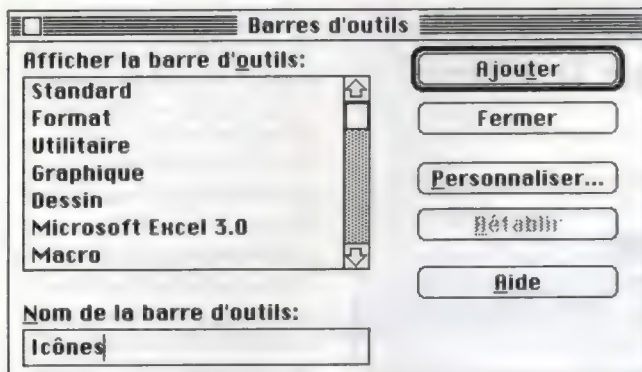 Barres d'outils
Afficher la barre d'outils:
Standard
Format
Utilitaire
Graphique
Dessin
Microsoft Excel 3.0
Macro
Nom de la barre d'outils:
Icônes
Ajouter
Fermer
Personnaliser...
Rétablir
Aide